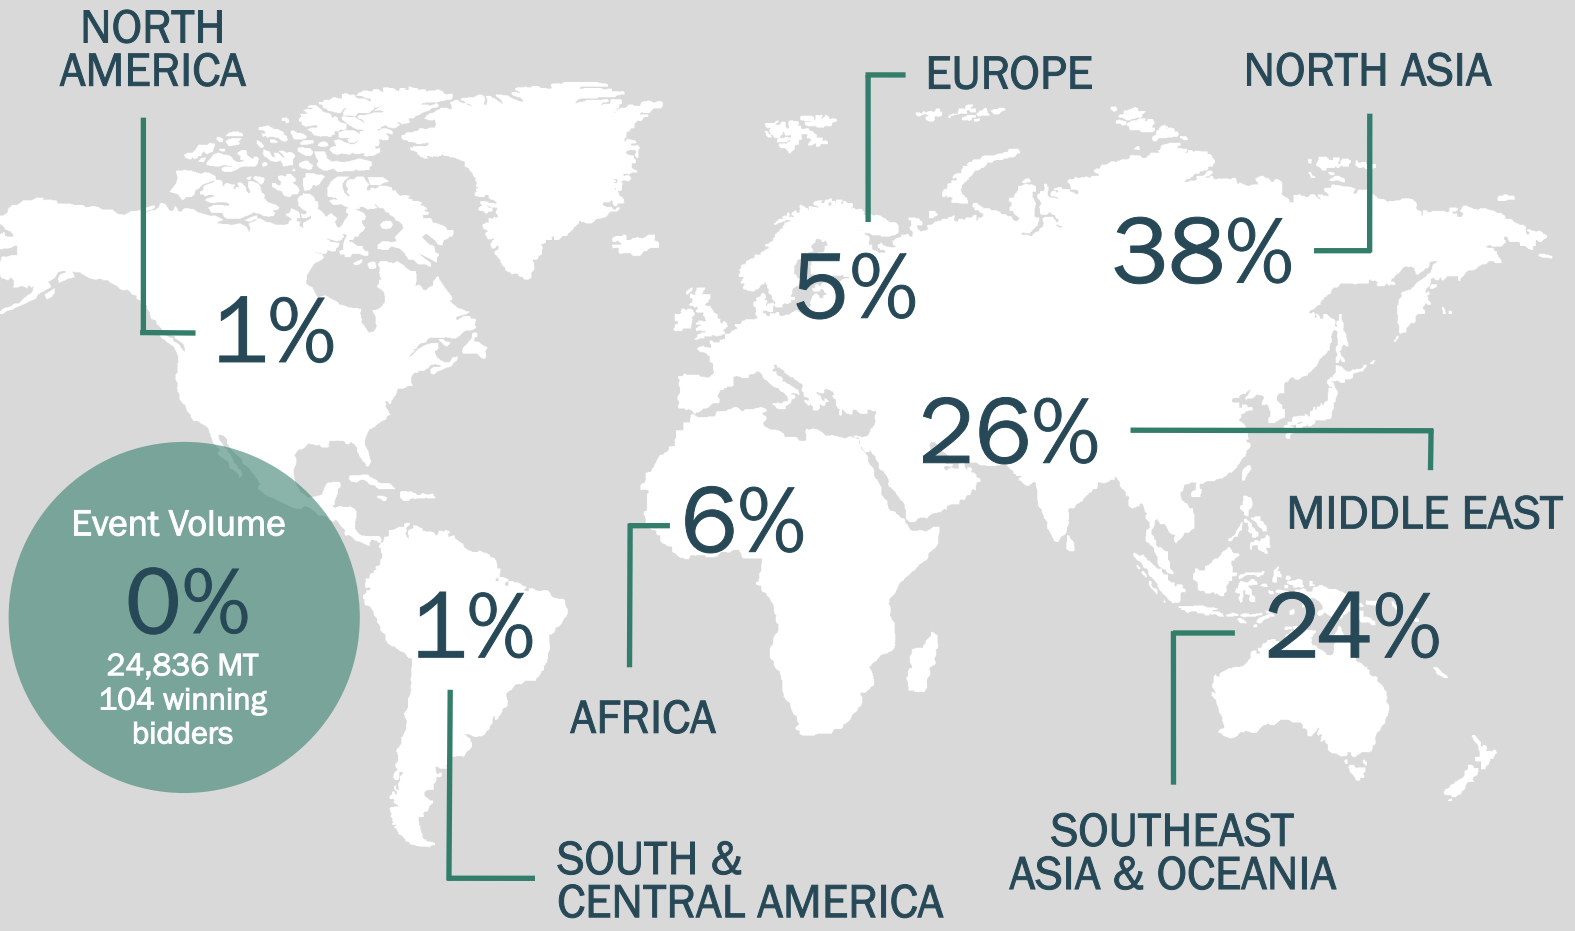 NORTH
AMERICA
1%
EUROPE
5%
NORTH ASIA
38%
26%
MIDDLE EAST
6%
AFRICA
Event Volume
0%
24,836 MT
104 winning
bidders
1%
SOUTH &
CENTRAL AMERICA
24%
SOUTHEAST
ASIA & OCEANIA